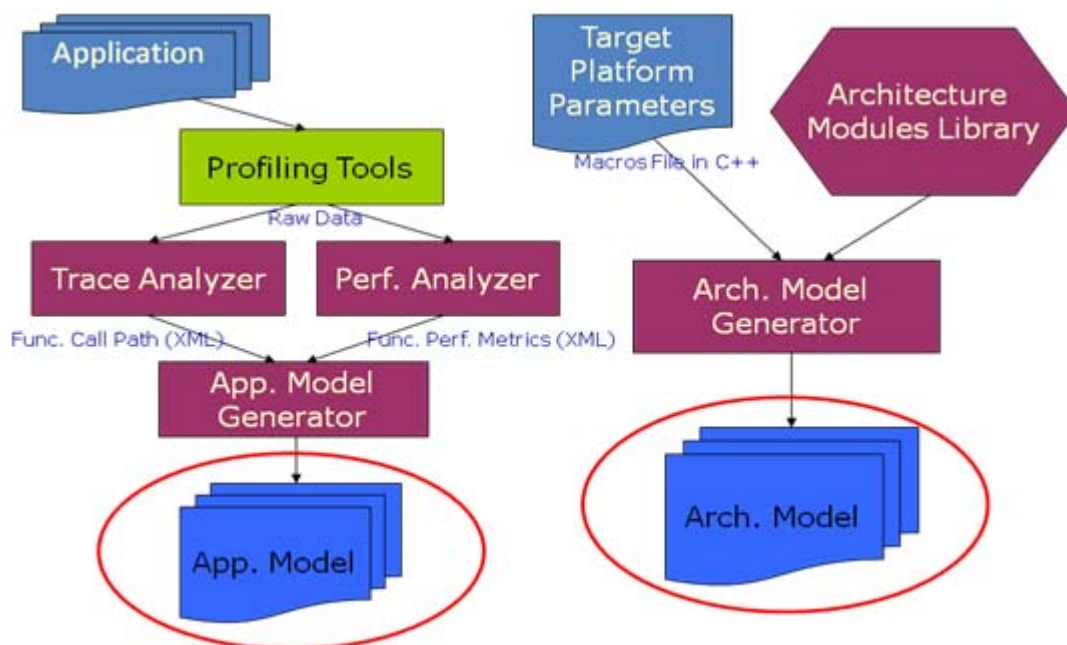 Application
Profiling Tools
Raw Data
Trace Analyzer
Perf. Analyzer
Func. Call Path (XML)
Func. Perf. Metrics (XML)
App. Model
Generator
App. Model
Target
Platform
Parameters
Architecture
Modules Library
Macros File in C++
Arch. Model
Generator
Arch. Model